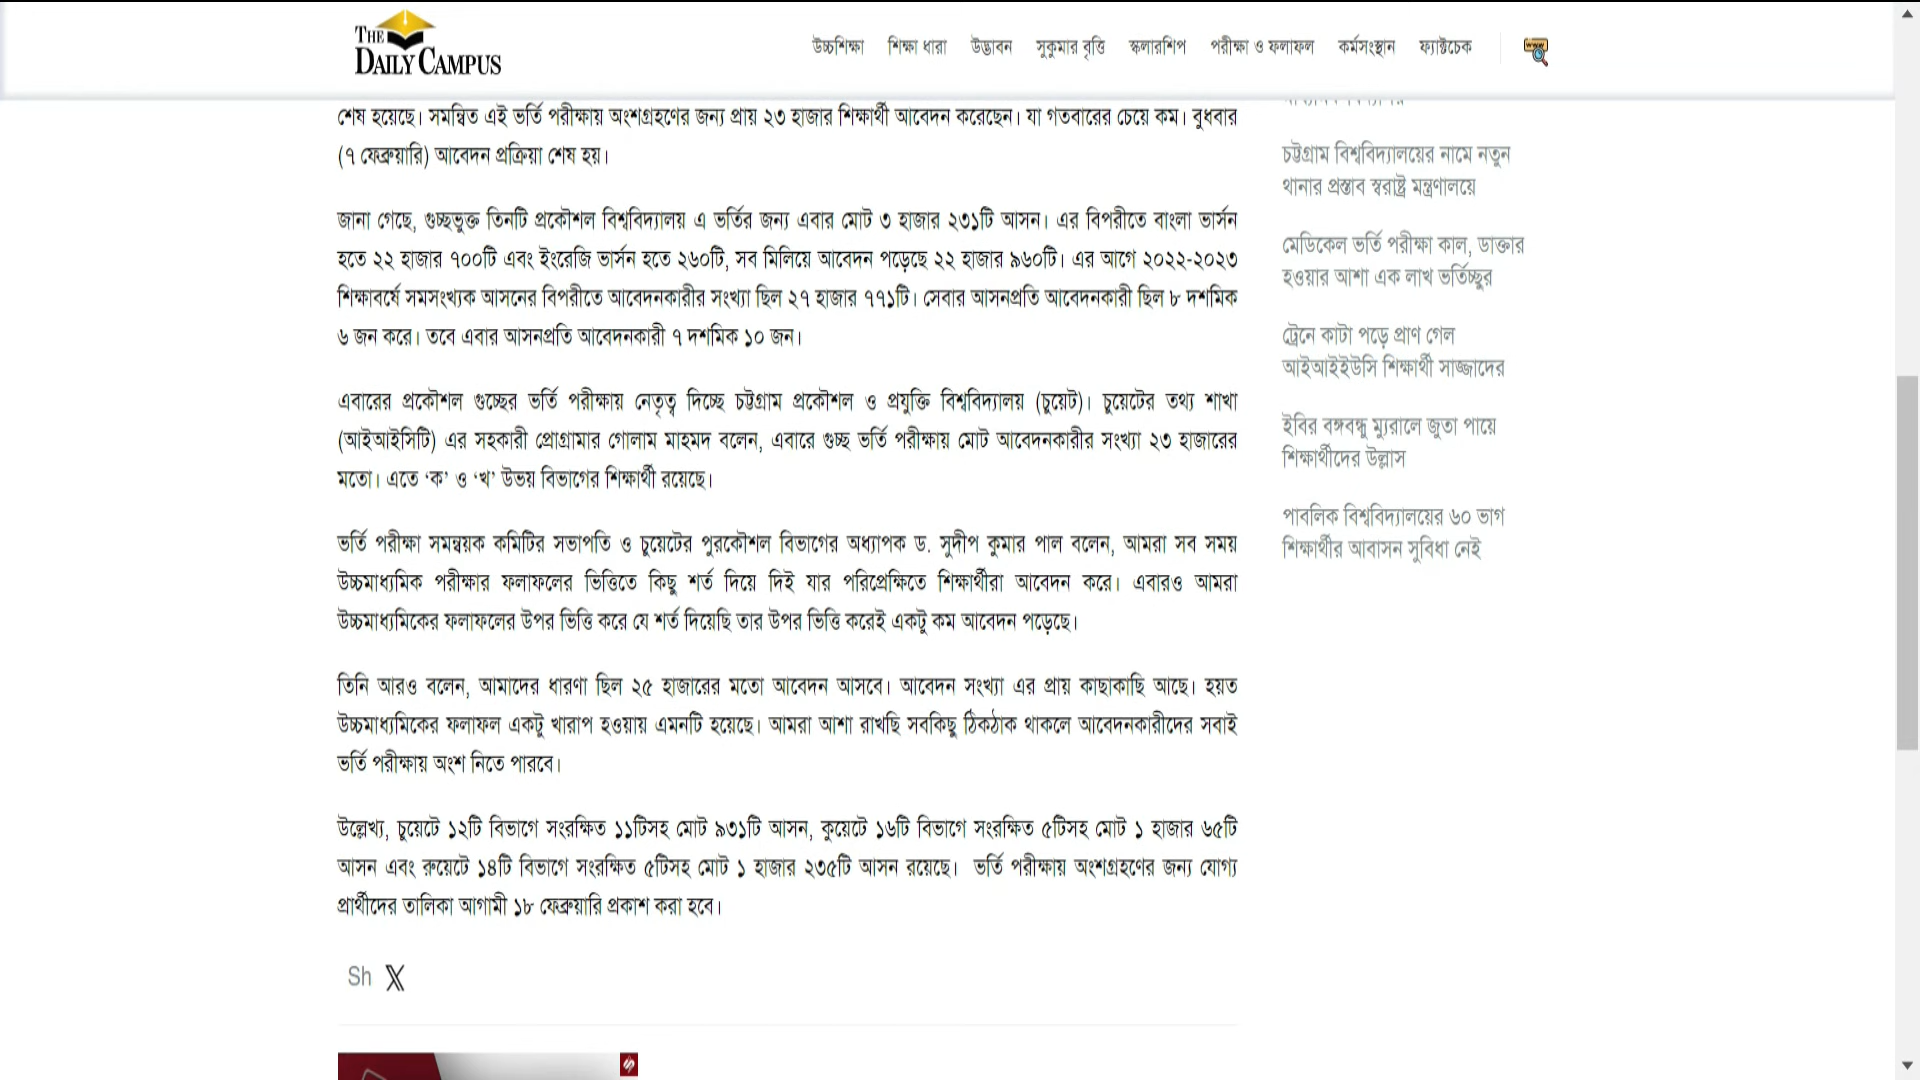 THE
DAILY CAMPUS
উচ্চশিক্ষা শিক্ষা ধারা উদ্ভাবন সুকুমার বৃত্তি স্কলারশিপ পরীক্ষা ও ফলাফল কর্মসংস্থান ফ্যাক্টচেক
শেষ হয়েছে। সমন্বিত এই ভর্তি পরীক্ষায় অংশগ্রহণের জন্য প্রায় ২৩ হাজার শিক্ষার্থী আবেদন করেছেন। যা গতবারের চেয়ে কম। বুধবার
(৭ ফেব্রুয়ারি) আবেদন প্রক্রিয়া শেষ হয়।
জানা গেছে, গুচ্ছভুক্ত তিনটি প্রকৌশল বিশ্ববিদ্যালয় এ ভর্তির জন্য এবার মোট ৩ হাজার ২৩১টি আসন। এর বিপরীতে বাংলা ভার্সন
হতে ২২ হাজার ৭০০টি এবং ইংরেজি ভার্সন হতে ২৬০টি, সব মিলিয়ে আবেদন পড়েছে ২২ হাজার ৯৬০টি। এর আগে ২০২২-২০২৩
শিক্ষাবর্ষে সমসংখ্যক আসনের বিপরীতে আবেদনকারীর সংখ্যা ছিল ২৭ হাজার ৭৭১টি। সেবার আসনপ্রতি আবেদনকারী ছিল ৮ দশমিক
৬ জন করে। তবে এবার আসনপ্রতি আবেদনকারী ৭ দশমিক ১০ জন।
এবারের প্রকৌশল গুচ্ছের ভর্তি পরীক্ষায় নেতৃত্ব দিচ্ছে চট্টগ্রাম প্রকৌশল ও প্রযুক্তি বিশ্ববিদ্যালয় (চুয়েট)। চুয়েটের তথ্য শাখা
(আইআইসিটি) এর সহকারী প্রোগ্রামার গোলাম মাহমদ বলেন, এবারে গুচ্ছ ভর্তি পরীক্ষায় মোট আবেদনকারীর সংখ্যা ২৩ হাজারের
মতো। এতে ‘ক’ ও ‘খ’ উভয় বিভাগের শিক্ষার্থী রয়েছে।
ভর্তি পরীক্ষা সমন্বয়ক কমিটির সভাপতি ও চুয়েটের পুরকৌশল বিভাগের অধ্যাপক ড. সুদীপ কুমার পাল বলেন, আমরা সব সময়
উচ্চমাধ্যমিক পরীক্ষার ফলাফলের ভিত্তিতে কিছু শর্ত দিয়ে দিই যার পরিপ্রেক্ষিতে শিক্ষার্থীরা আবেদন করে। এবারও আমরা
উচ্চমাধ্যমিকের ফলাফলের উপর ভিত্তি করে যে শর্ত দিয়েছি তার উপর ভিত্তি করেই একটু কম আবেদন পড়েছে।
তিনি আরও বলেন, আমাদের ধারণা ছিল ২৫ হাজারের মতো আবেদন আসবে। আবেদন সংখ্যা এর প্রায় কাছাকাছি আছে। হয়ত
উচ্চমাধ্যমিকের ফলাফল একটু খারাপ হওয়ায় এমনটি হয়েছে। আমরা আশা রাখছি সবকিছু ঠিকঠাক থাকলে আবেদনকারীদের সবাই
ভর্তি পরীক্ষায় অংশ নিতে পারবে।
উল্লেখ্য, চুয়েটে ১২টি বিভাগে সংরক্ষিত ১১টিসহ মোট ৯৩১টি আসন, কুয়েটে ১৬টি বিভাগে সংরক্ষিত ৫টিসহ মোট ১ হাজার ৬৫টি
আসন এবং রুয়েটে ১৪টি বিভাগে সংরক্ষিত ৫টিসহ মোট ১ হাজার ২৩৫টি আসন রয়েছে। ভর্তি পরীক্ষায় অংশগ্রহণের জন্য যোগ্য
প্রার্থীদের তালিকা আগামী ১৮ ফেব্রুয়ারি প্রকাশ করা হবে।
Sh X
চট্টগ্রাম বিশ্ববিদ্যালয়ের নামে নতুন
থানার প্রস্তাব স্বরাষ্ট্র মন্ত্রণালয়ে
মেডিকেল ভর্তি পরীক্ষা কাল, ডাক্তার
হওয়ার আশা এক লাখ ভর্তিচ্ছুর
ট্রেনে কাটা পড়ে প্রাণ গেল
আইআইইউসি শিক্ষার্থী সাজ্জাদের
ইবির বঙ্গবন্ধু ম্যুরালে জুতা পায়ে
শিক্ষার্থীদের উল্লাস
পাবলিক বিশ্ববিদ্যালয়ের ৬০ ভাগ
শিক্ষার্থীর আবাসন সুবিধা নেই